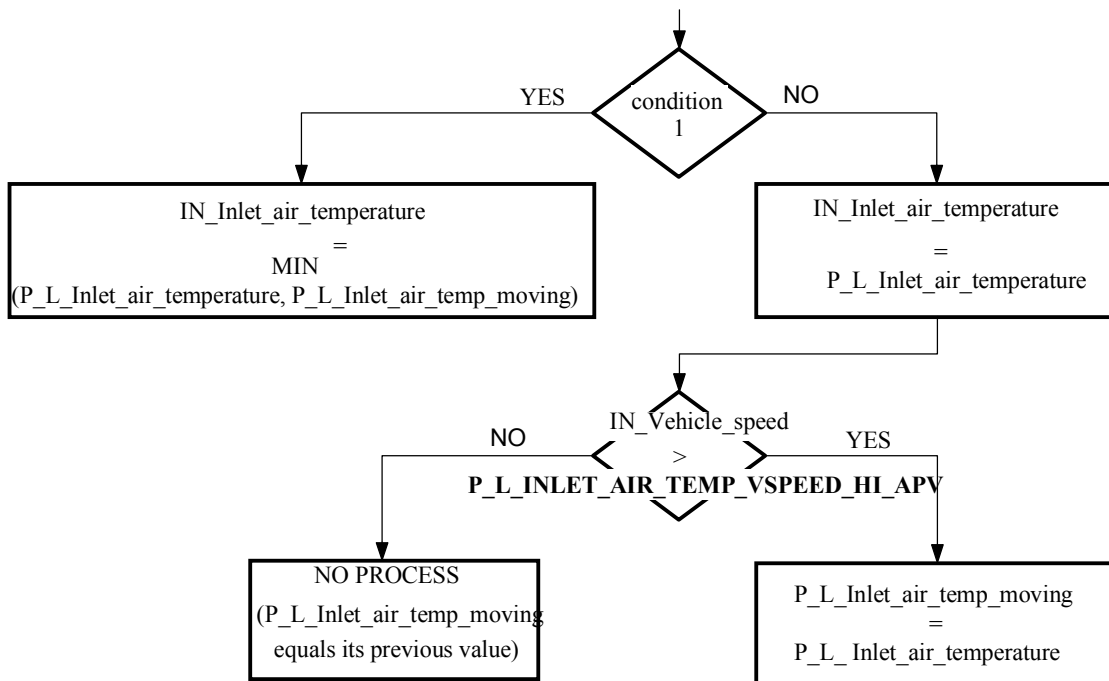 YES
condition
1
NO
IN_Inlet_air_temperature
=
MIN
(P_L_Inlet_air_temperature, P_L_Inlet_air_temp_moving)
IN_Inlet_air_temperature
=
P_L_Inlet_air_temperature
NO
IN_Vehicle_speed
>
P_L_INLET_AIR_TEMP_VSPEED_HI_APV
YES
NO PROCESS
(P_L_Inlet_air_temp_moving
equals its previous value)
P_L_Inlet_air_temp_moving
=
P_L_ Inlet_air_temperature